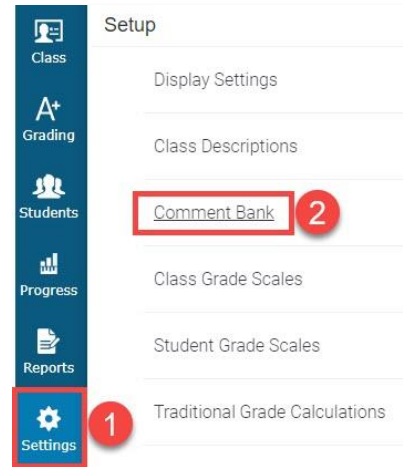 Class
A+
Grading
Students
Progress
Reports
Settings
1
Setup
Display Settings
Class Descriptions
Comment Bank
2
Class Grade Scales
Student Grade Scales
Traditional Grade Calculations